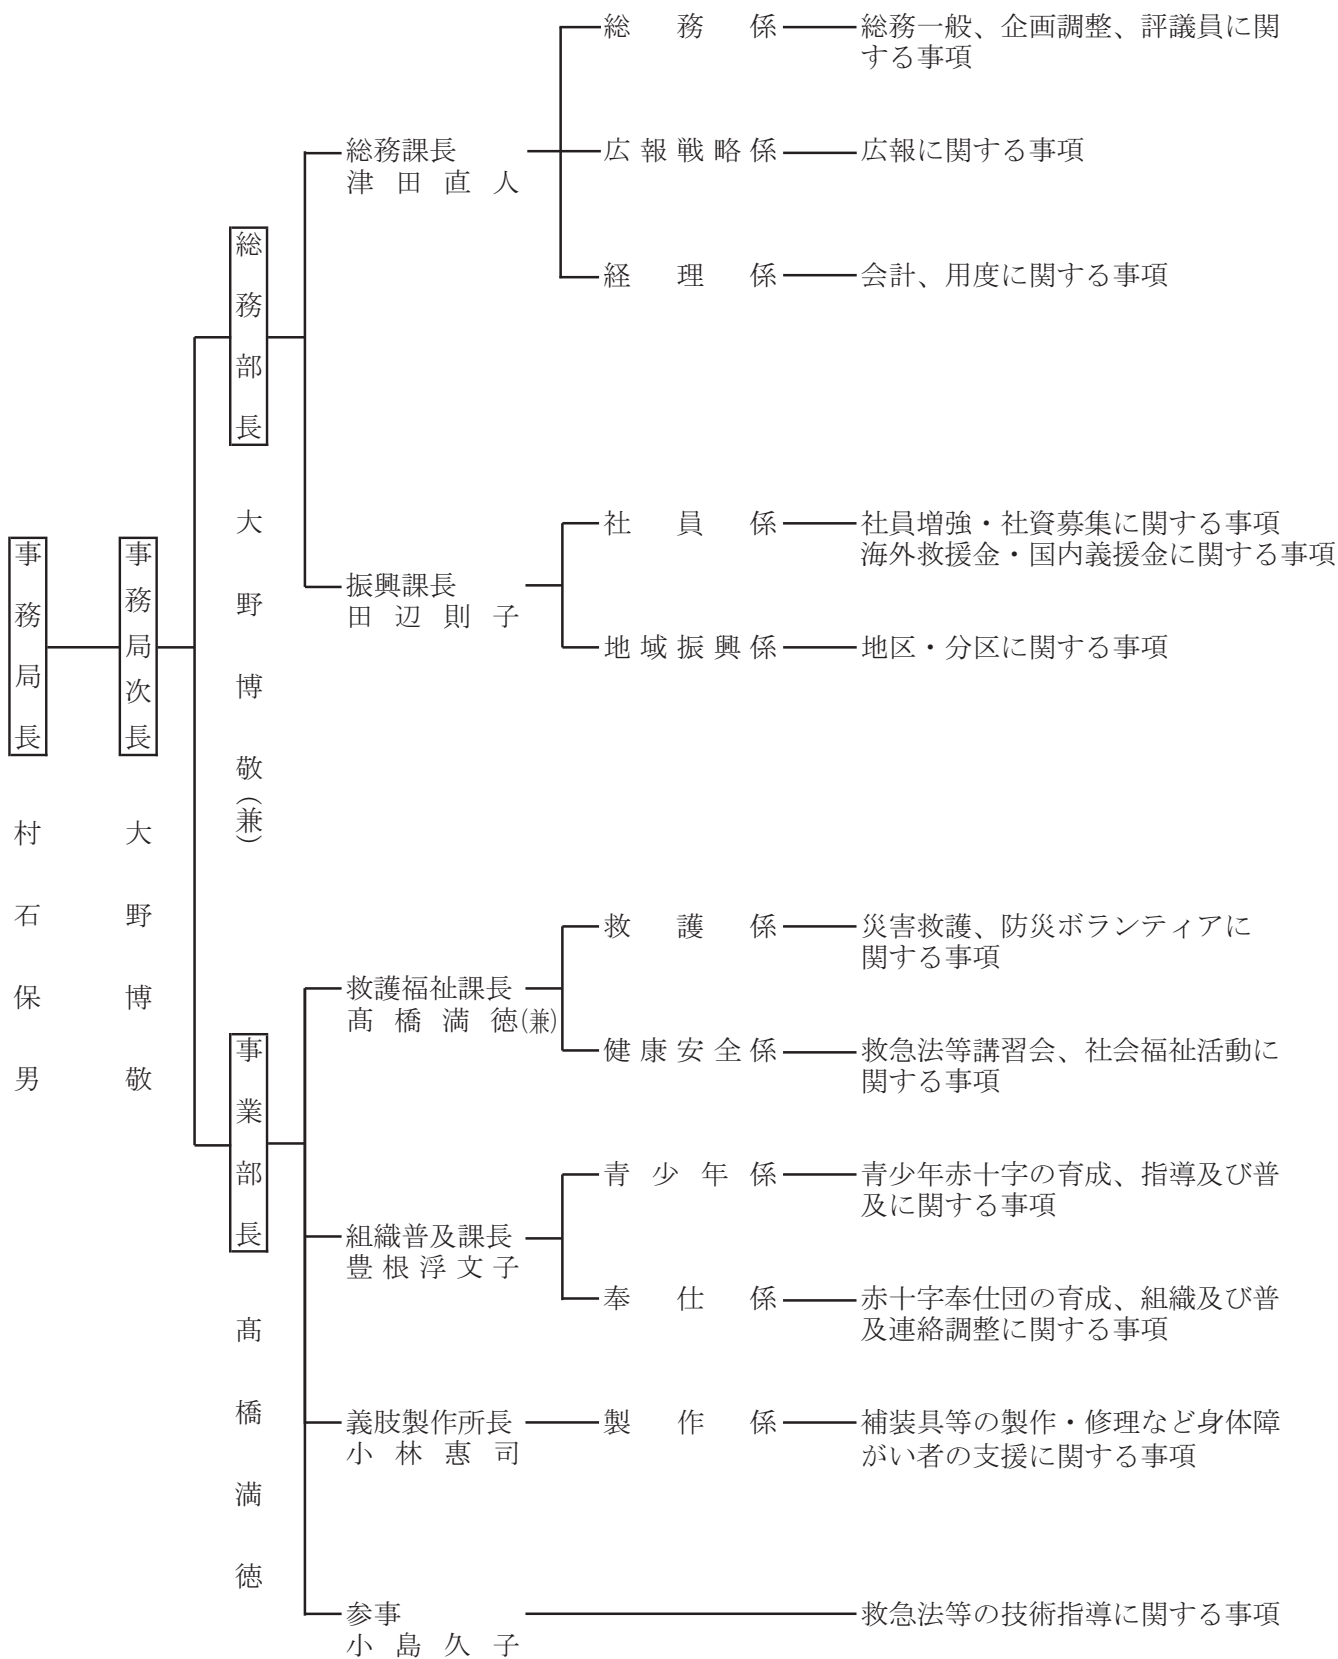 事務局長
村石保男
事務局次長
大野博敬
総務部長
大野博敬(兼)
総務課長
津田直人
総務係
総務一般、企画調整、評議員に関
する事項
広報戦略係
広報に関する事項
経理係
会計、用度に関する事項
振興課長
田辺則子
社員係
社員増強・社資募集に関する事項
海外救援金・国内義援金に関する事項
地域振興係
地区・分区に関する事項
事業部長
髙橋満徳
救護福祉課長
髙橋満徳(兼)
救護係
災害救護、防災ボランティアに
関する事項
健康安全係
救急法等講習会、社会福祉活動に
関する事項
組織普及課長
豊根浮文子
青少年係
青少年赤十字の育成、指導及び普
及に関する事項
奉仕係
赤十字奉仕団の育成、組織及び普
及連絡調整に関する事項
義肢製作所長
小林惠司
製作係
補装具等の製作・修理など身体障
がい者の支援に関する事項
参事
小島久子
救急法等の技術指導に関する事項